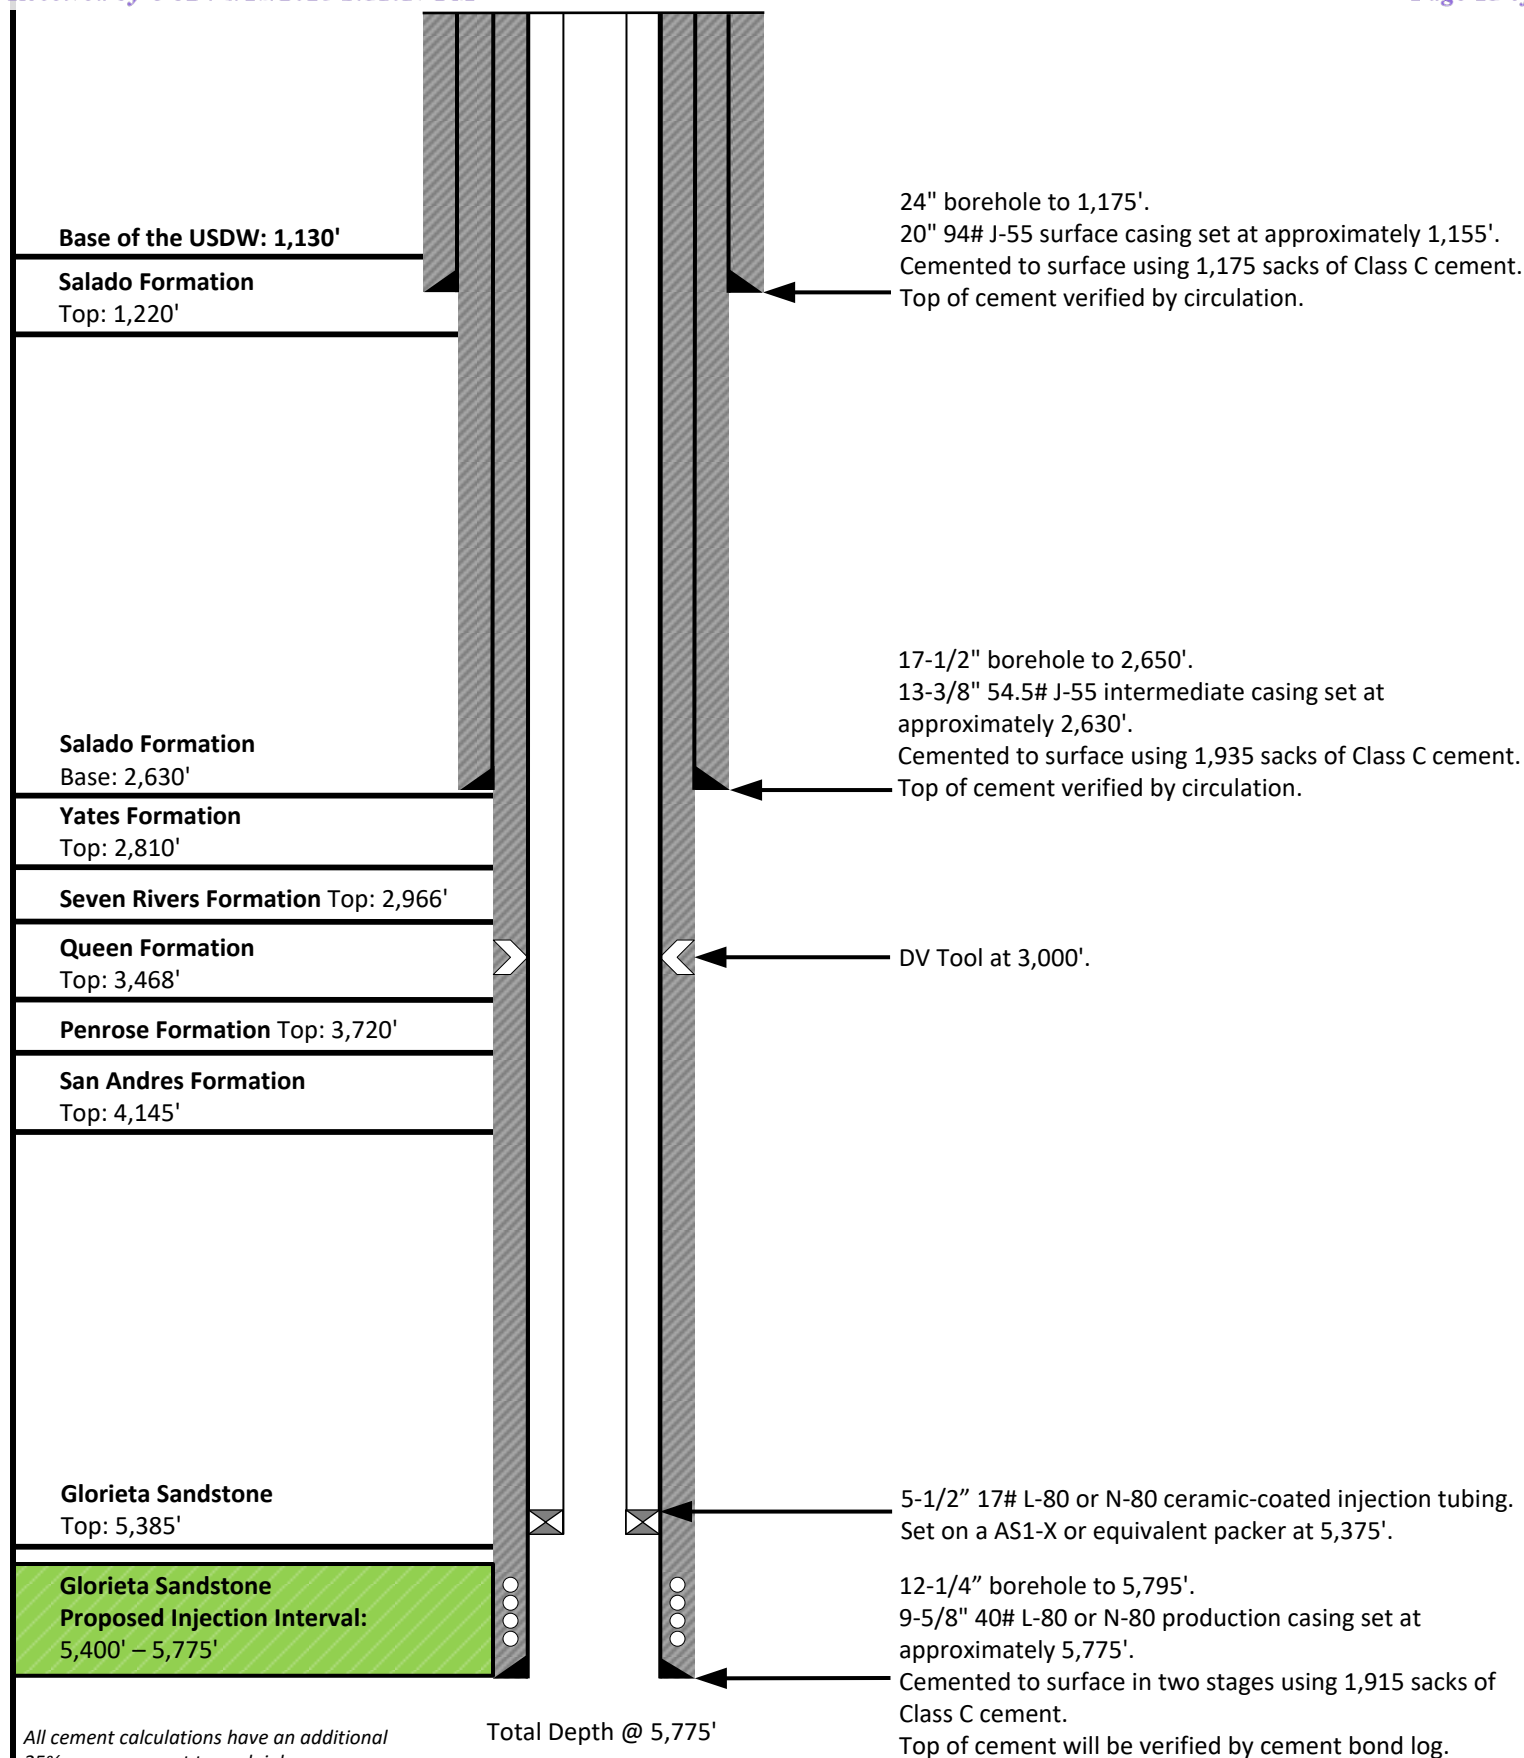 Base of the USDW: 1,130'
Salado Formation
Top: 1,220'
24" borehole to 1,175'.
20" 94# J-55 surface casing set at approximately 1,155'.
Cemented to surface using 1,175 sacks of Class C cement.
Top of cement verified by circulation.
17-1/2" borehole to 2,650'.
13-3/8" 54.5# J-55 intermediate casing set at
approximately 2,630'.
Cemented to surface using 1,935 sacks of Class C cement.
Top of cement verified by circulation.
Salado Formation
Base: 2,630'
Yates Formation
Top: 2,810'
Seven Rivers Formation Top: 2,966'
Queen Formation
Top: 3,468'
DV Tool at 3,000'.
Penrose Formation Top: 3,720'
San Andres Formation
Top: 4,145'
Glorieta Sandstone
Top: 5,385'
5-1/2” 17# L-80 or N-80 ceramic-coated injection tubing.
Set on a AS1-X or equivalent packer at 5,375'.
Glorieta Sandstone
Proposed Injection Interval:
5,400' – 5,775'
12-1/4” borehole to 5,795'.
9-5/8" 40# L-80 or N-80 production casing set at
approximately 5,775'.
Cemented to surface in two stages using 1,915 sacks of
Class C cement.
Top of cement will be verified by cement bond log.
Total Depth @ 5,775'
All cement calculations have an additional